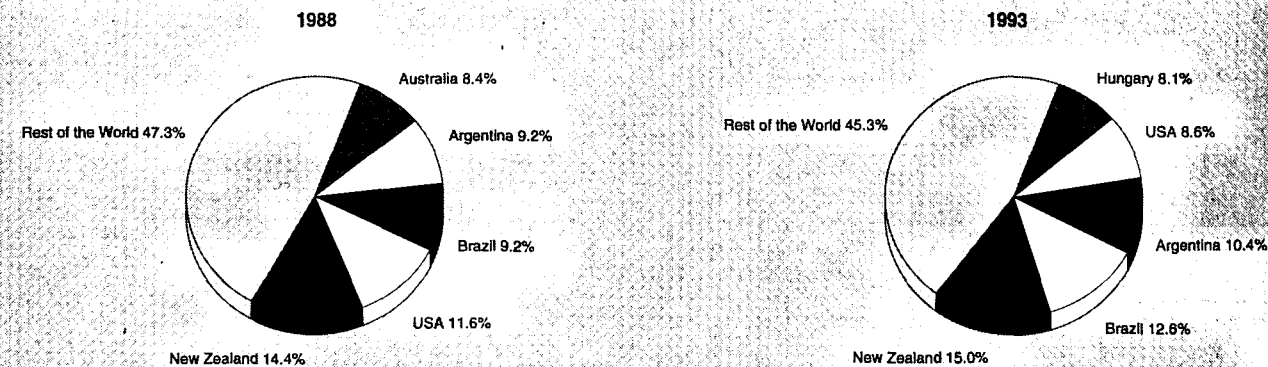 1988
Australia 8.4%
Rest of the World 47.3%
Argentina 9.2%
Brazil 9.2%
USA 11.6%
New Zealand 14.4%
1993
Hungary 8.1%
Rest of the World 45.3%
USA 8.6%
Argentina 10.4%
Brazil 12.6%
New Zealand 15.0%